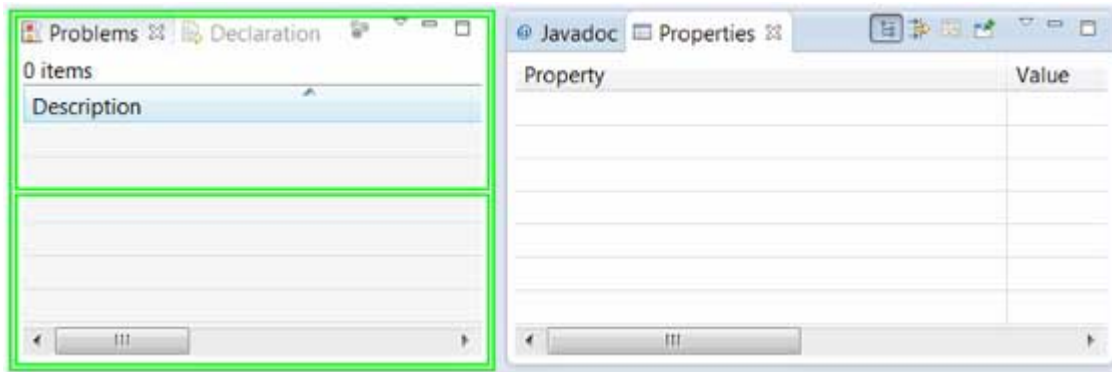 Problems Declaration
0 items
Description
@ Javadoc Properties
Property Value